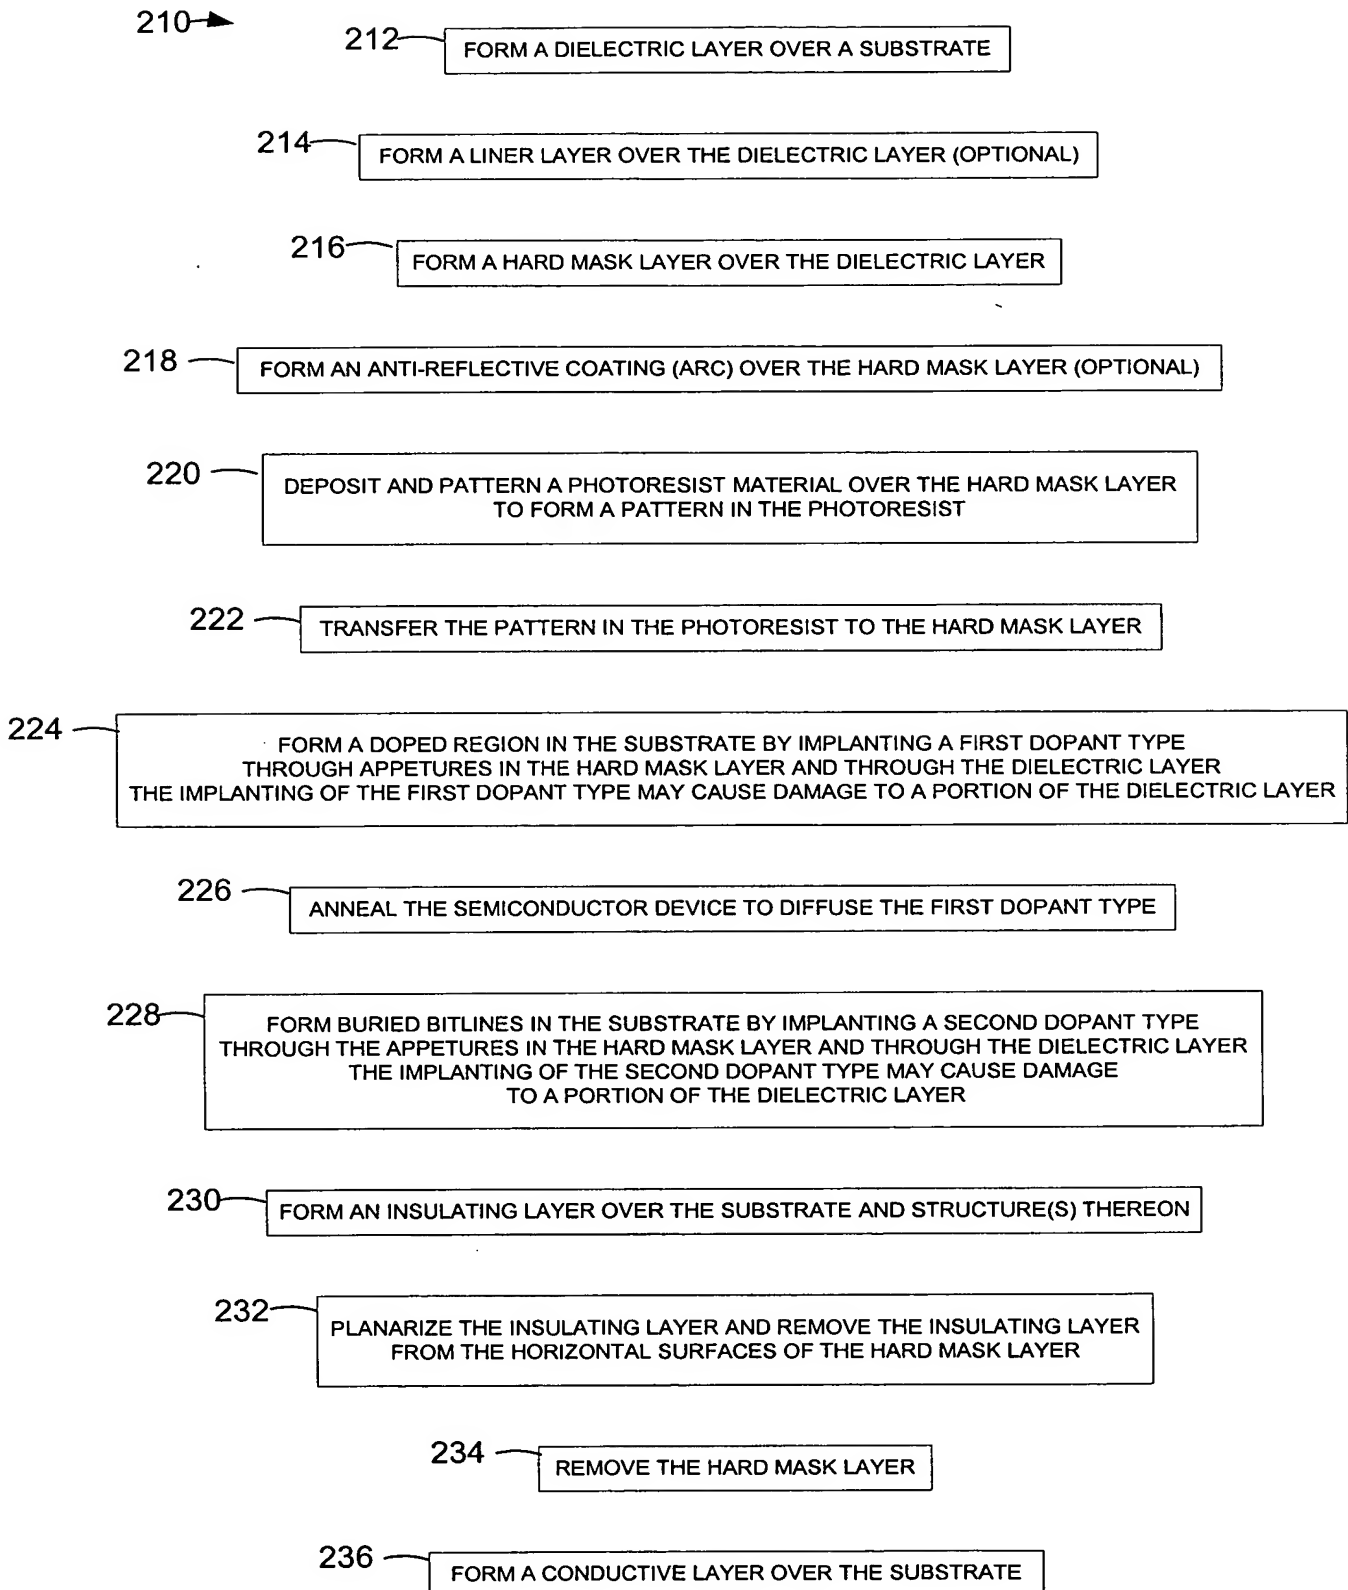 210
212 FORM A DIELECTRIC LAYER OVER A SUBSTRATE
214 FORM A LINER LAYER OVER THE DIELECTRIC LAYER (OPTIONAL)
216 FORM A HARD MASK LAYER OVER THE DIELECTRIC LAYER
218 FORM AN ANTI-REFLECTIVE COATING (ARC) OVER THE HARD MASK LAYER (OPTIONAL)
220 DEPOSIT AND PATTERN A PHOTORESIST MATERIAL OVER THE HARD MASK LAYER
TO FORM A PATTERN IN THE PHOTORESIST
222 TRANSFER THE PATTERN IN THE PHOTORESIST TO THE HARD MASK LAYER
224 FORM A DOPED REGION IN THE SUBSTRATE BY IMPLANTING A FIRST DOPANT TYPE
THROUGH APPETURES IN THE HARD MASK LAYER AND THROUGH THE DIELECTRIC LAYER
THE IMPLANTING OF THE FIRST DOPANT TYPE MAY CAUSE DAMAGE TO A PORTION OF THE DIELECTRIC LAYER
226 ANNEAL THE SEMICONDUCTOR DEVICE TO DIFFUSE THE FIRST DOPANT TYPE
228 FORM BURIED BITLINES IN THE SUBSTRATE BY IMPLANTING A SECOND DOPANT TYPE
THROUGH THE APPETURES IN THE HARD MASK LAYER AND THROUGH THE DIELECTRIC LAYER
THE IMPLANTING OF THE SECOND DOPANT TYPE MAY CAUSE DAMAGE
TO A PORTION OF THE DIELECTRIC LAYER
230 FORM AN INSULATING LAYER OVER THE SUBSTRATE AND STRUCTURE(S) THEREON
232 PLANARIZE THE INSULATING LAYER AND REMOVE THE INSULATING LAYER
FROM THE HORIZONTAL SURFACES OF THE HARD MASK LAYER
234 REMOVE THE HARD MASK LAYER
236 FORM A CONDUCTIVE LAYER OVER THE SUBSTRATE